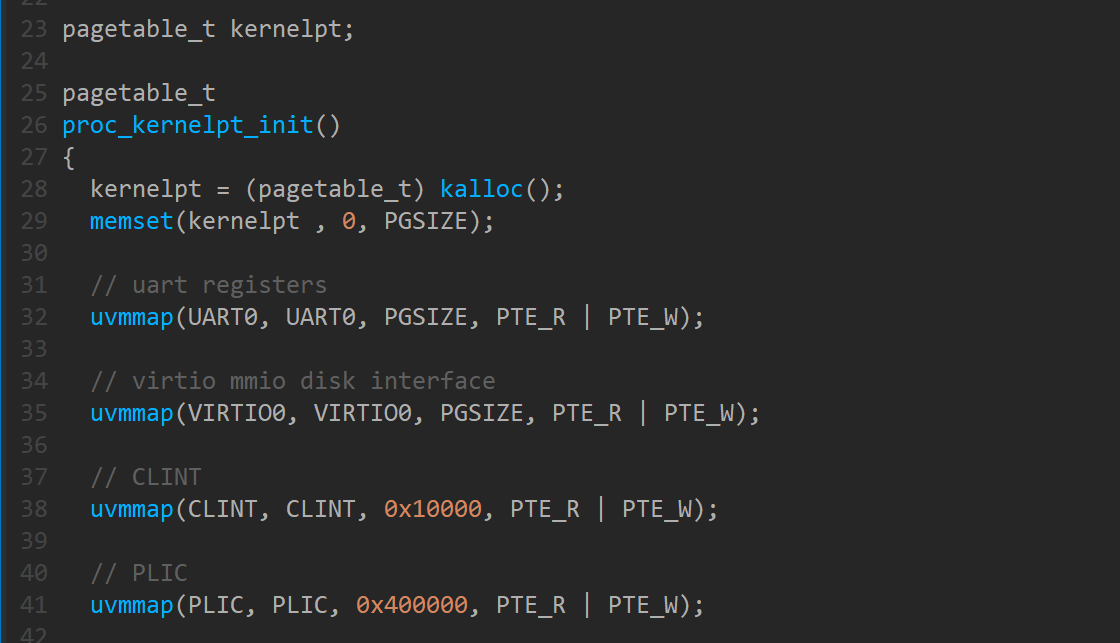 22
23 pagetable_t kernelpt;
24
25 pagetable_t
26 proc_kernelpt_init()
27 {
28   kernelpt = (pagetable_t) kalloc();
29   memset(kernelpt , 0, PGSIZE);
30
31   // uart registers
32   uvmmap(UART0, UART0, PGSIZE, PTE_R | PTE_W);
33
34   // virtio mmio disk interface
35   uvmmap(VIRTIO0, VIRTIO0, PGSIZE, PTE_R | PTE_W);
36
37   // CLINT
38   uvmmap(CLINT, CLINT, 0x10000, PTE_R | PTE_W);
39
40   // PLIC
41   uvmmap(PLIC, PLIC, 0x400000, PTE_R | PTE_W);
42